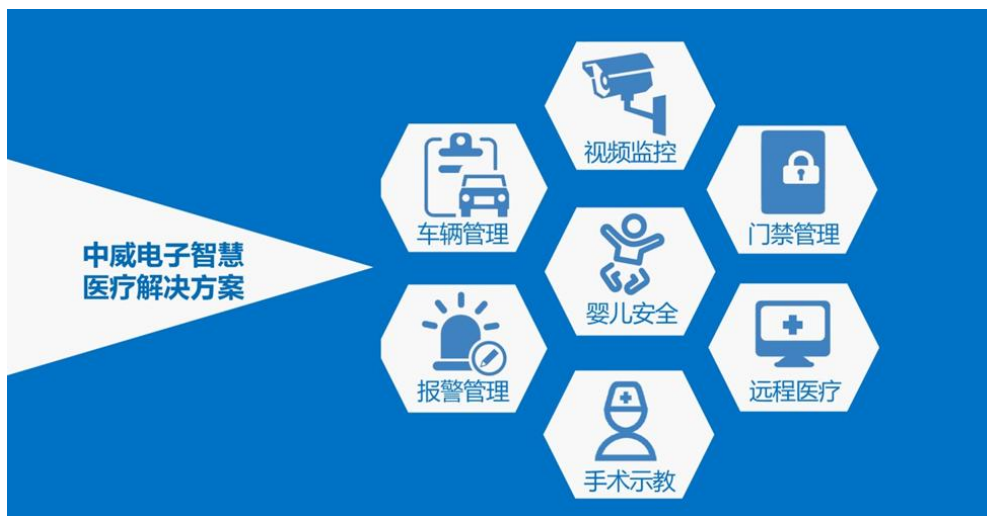 中威电子智慧
医疗解决方案
视频监控
车辆管理
门禁管理
婴儿安全
报警管理
远程医疗
手术示教